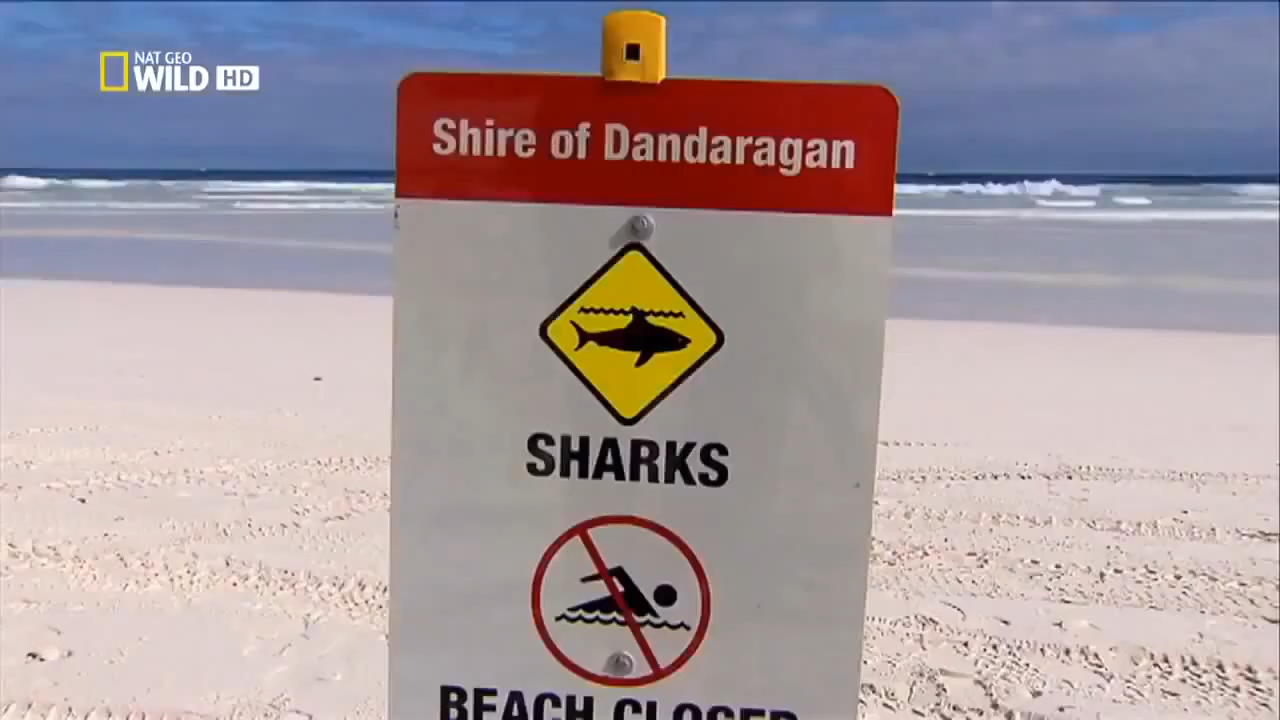 NAT GEO
WILD HD
Shire of Dandaragan
SHARKS
BEACH CLOSED